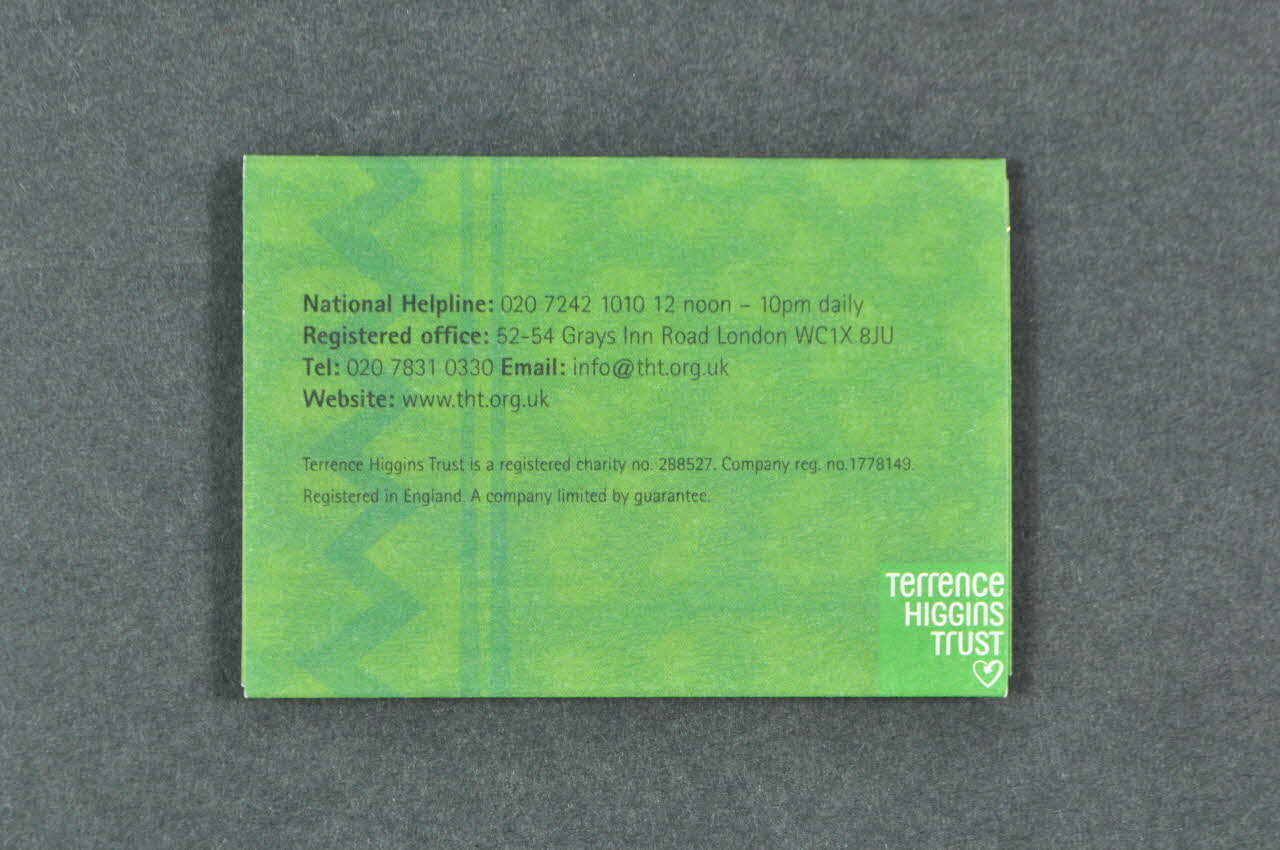 National Helpline: 020 7242 1010 12 noon – 10pm daily
Registered office: 52-54 Grays Inn Road London WC1X 8JU
Tel: 020 7831 0330 Email: info@tht.org.uk
Website: www.tht.org.uk
Terrence Higgins Trust is a registered charity no. 288527. Company reg. no.1778149.
Registered in England. A company limited by guarantee.
Terrence
HIGGINS
TRUST